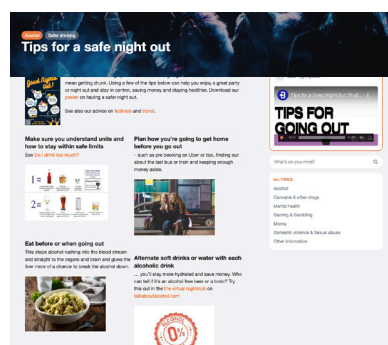 Alcohol Safer drinking
Tips for a safe night out
mean getting drunk. Using a few of the tips below can help you enjoy a great party
or night out and stay in control, saving money and staying healthier. Download our
poster on having a safer night out.
See also our advice on festivals and travel.
Make sure you understand units and
how to stay within safe limits
See Do I drink too much?
1=
2=
Eat before or when going out
This stops alcohol rushing into the blood stream
and straight to the organs and brain and gives the
liver more of a chance to break the alcohol down.
Plan how you're going to get home
before you go out
– such as pre booking an Uber or taxi, finding out
about the last bus or train and keeping enough
money aside.
Alternate soft drinks or water with each
alcoholic drink
... you'll stay more hydrated and save money. Who
can tell if it's an alcohol free beer or a tonic? Try
this out in the virtual nightclub on
talkaboutalcohol.com
ALCOHOL
0%
TIPS FOR
GOING OUT
What's on your mind?
ALL TOPICS
Alcohol
Cannabis & other drugs
Mental health
Gaming & Gambling
Money
Domestic violence & Sexual abuse
Other information